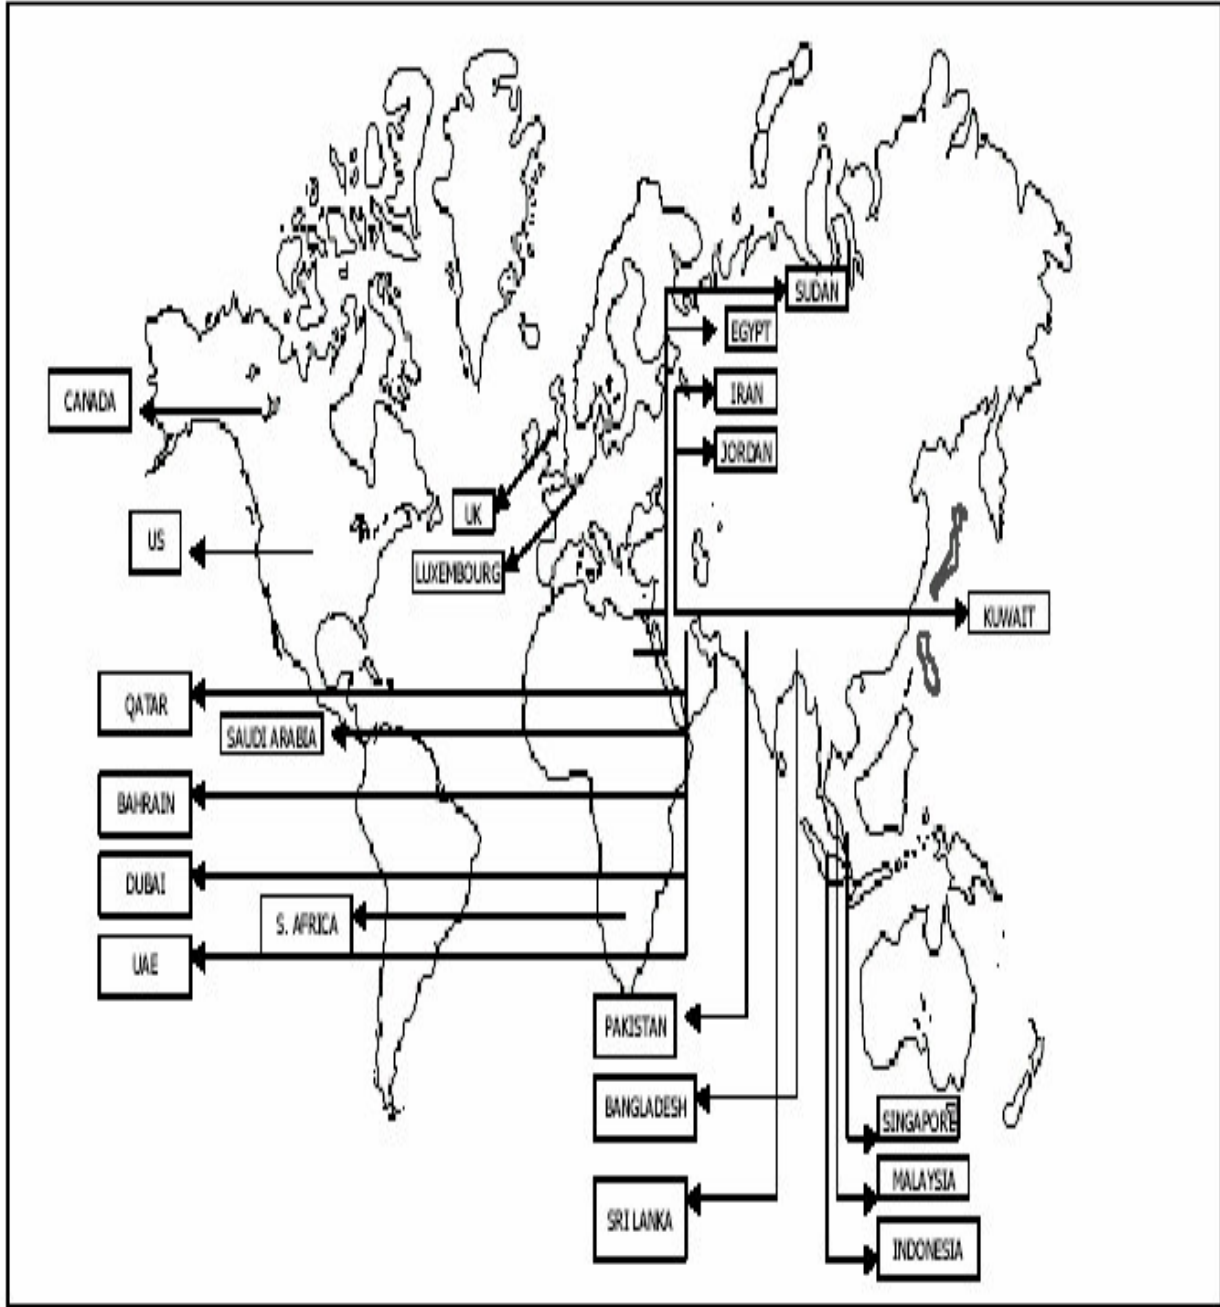 SUDAN
EGYPT
IRAN
CANADA
JORDAN
UK
US
LUXEMBOURG
KUWAIT
QATAR
SAUDI ARABIA
BAHRAIN
DUBAI
S. AFRICA
UAE
PAKISTAN
BANGLADESH
SINGAPORE
MALAYSIA
SRI LANKA
INDONESIA